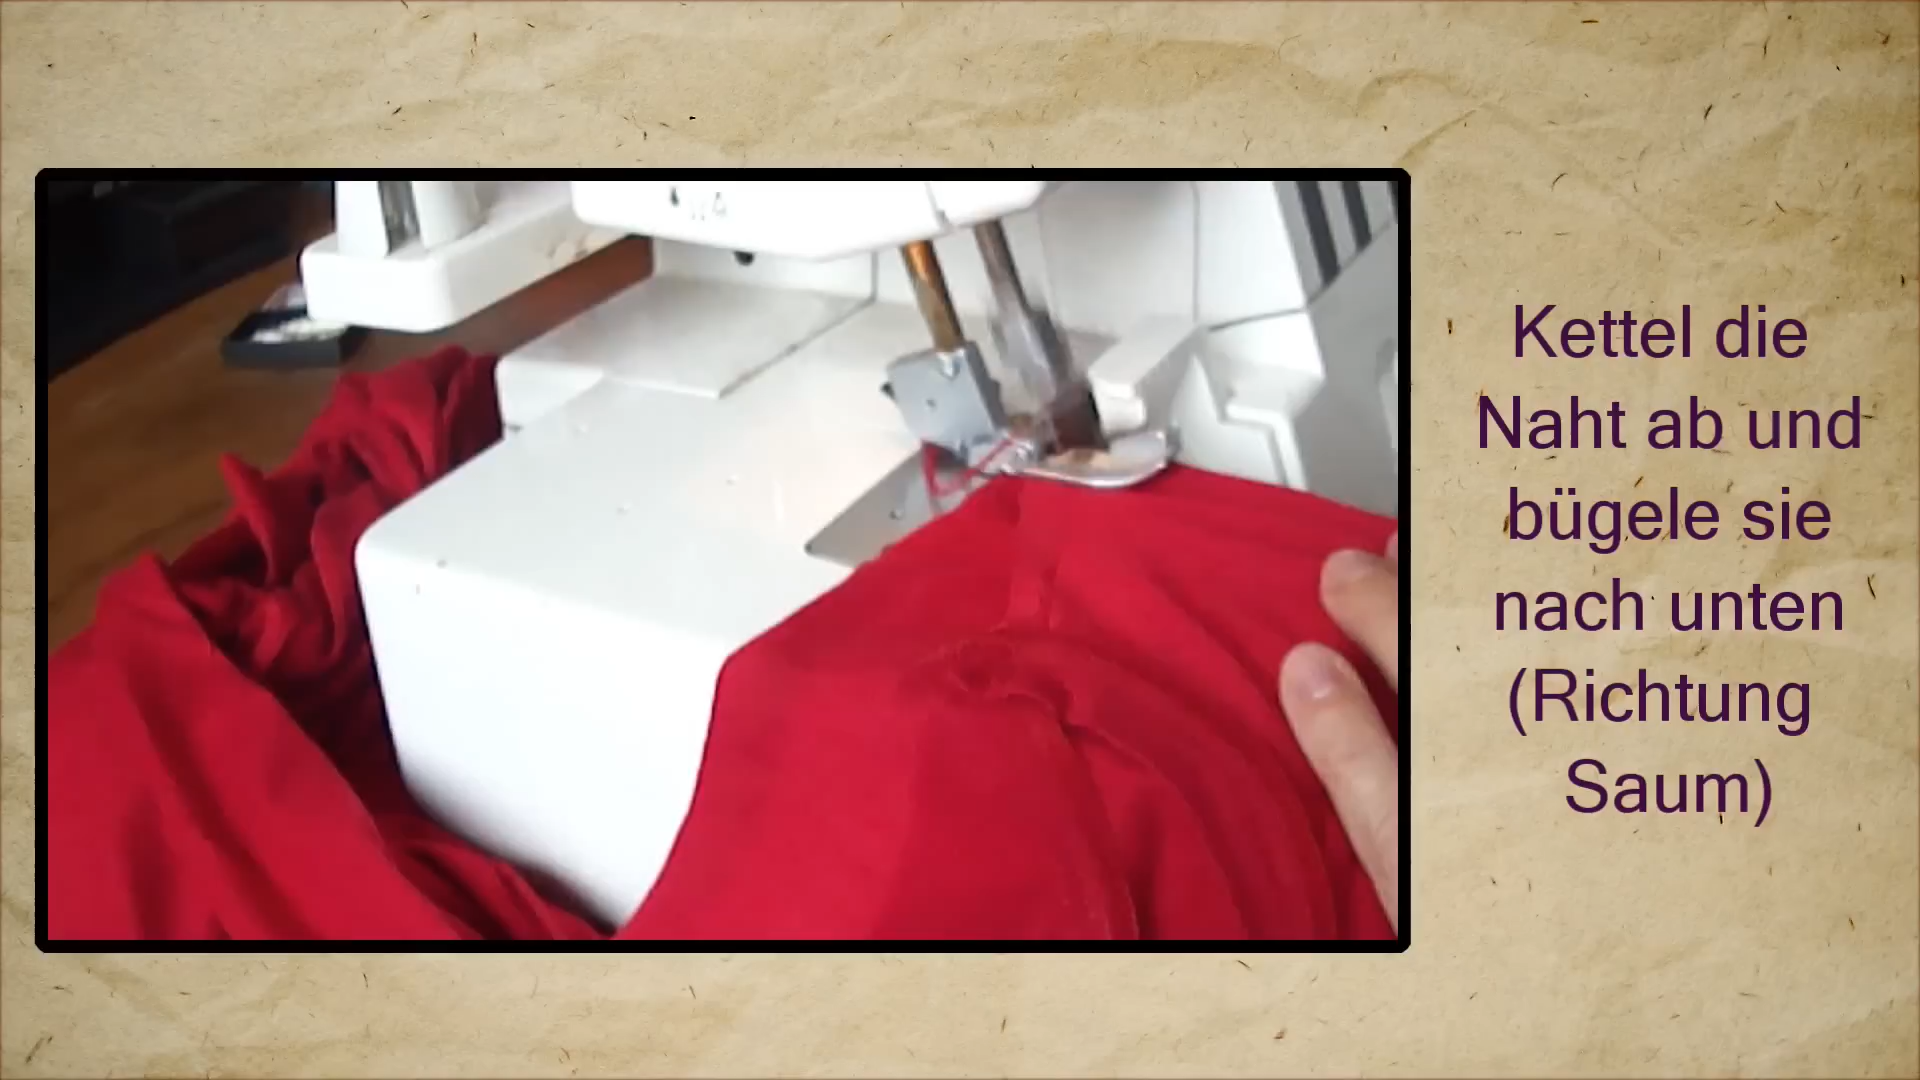 Kettel die
Naht ab und
bügele sie
nach unten
(Richtung
Saum)